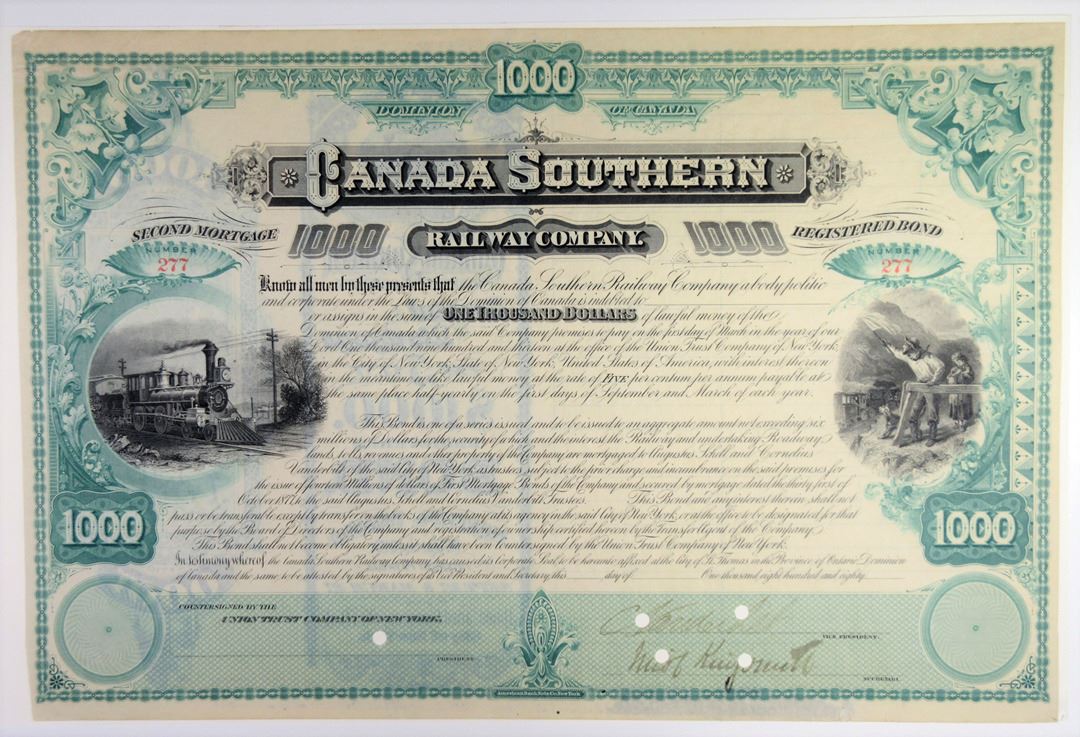 1000
DOMINION OF CANADA
CANADA SOUTHERN
SECOND MORTGAGE 1000 RAILWAY COMPANY 1000 REGISTERED BOND
NUMBER 277 NUMBER 277
Know all men by these presents that the Canada Southern Railway Company a body politic
and corporate under the Laws of the Dominion of Canada is indebted to
or assigns in the sum of ONE THOUSAND DOLLARS of lawful money of the
Dominion of Canada which the said Company promises to pay on the first day of March in the year of our
Lord One thousand nine hundred and thirteen at the office of the Union Trust Company of New York,
in the City of New York, State of New York, United States of America, with interest thereon
in the meantime in like lawful money at the rate of FIVE per centum per annum payable at
the same place half-yearly on the first days of September and March of each year.
This Bond is one of a series issued and to be issued to an aggregate amount not exceeding six
millions of Dollars for the security of which and the interest the Railway and undertaking Roadway
lands, tolls, revenues and other property of the Company are mortgaged to Augustus Schell and Cornelius
Vanderbilt of the said City of New York as trustees, subject to the prior charge and incumbrance on the said premises for
the issue of fourteen Millions of dollars of First Mortgage Bonds of the Company and secured by mortgage dated the thirty first of
October 1877, to the said Augustus Schell and Cornelius Vanderbilt Trustees. This Bond or any interest therein shall not
pass or be transferable except by transfer on the books of the Company at its agency in the said City of New York, or at the office to be designated for that
purpose by the Board of Directors of the Company and under the of certified hereon by the Transfer Agent of the Company.
This Bond shall not become obligatory unless it shall have been Countersigned by the Union Trust Company of New York.
In testimony whereof the Canada Southern Railway Company has caused its Corporate Seal to be hereunto affixed at the City of St. Thomas in the Province of Ontario Dominion
of Canada and the same to be attested by the signatures of its Vice President and Secretary this day of One thousand eight hundred and eighty
1000 1000
COUNTERSIGNED BY THE
UNION TRUST COMPANY OF NEW YORK,
VICE PRESIDENT.
PRESIDENT.
Nicol Kingsmill
SECRETARY.
American Bank Note Co. New York